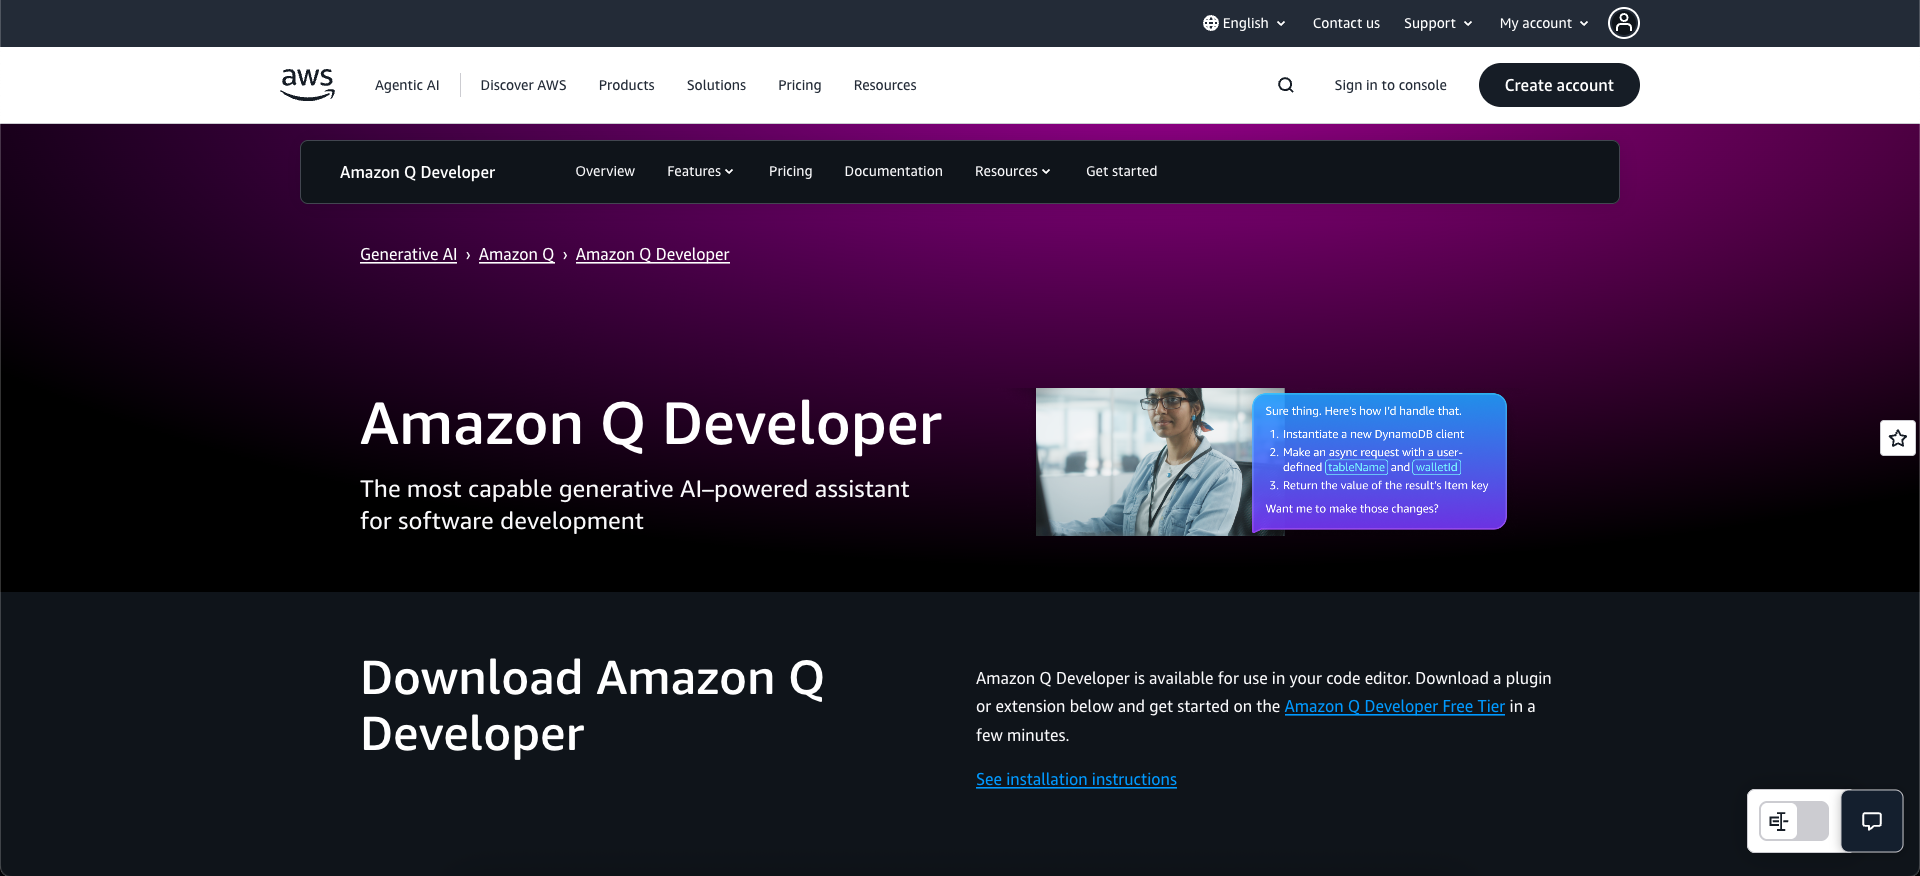 English
Contact us
Support
My account
aws
Agentic AI
Discover AWS
Products
Solutions
Pricing
Resources
Sign in to console
Create account
Amazon Q Developer
Overview
Features
Pricing
Documentation
Resources
Get started
Generative AI › Amazon Q › Amazon Q Developer
Amazon Q Developer
The most capable generative AI–powered assistant
for software development
Sure thing. Here's how I'd handle that.
1. Instantiate a new DynamoDB client
2. Make an async request with a user-
defined tableName and walletId
3. Return the value of the result's Item key
Want me to make those changes?
Download Amazon Q
Developer
Amazon Q Developer is available for use in your code editor. Download a plugin
or extension below and get started on the Amazon Q Developer Free Tier in a
few minutes.
See installation instructions